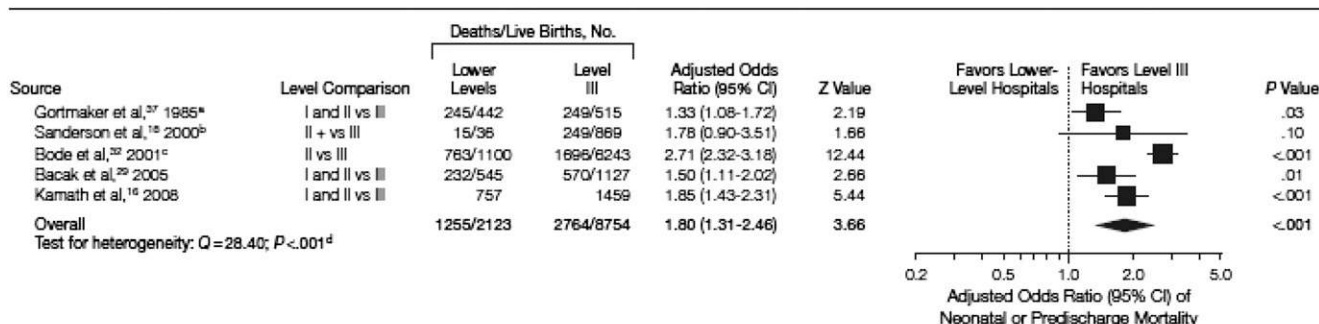 Deaths/Live Births, No.
Source Level Comparison Lower Levels Level III Adjusted Odds Ratio (95% CI) Z Value Favors Lower-Level Hospitals Favors Level III Hospitals P Value
Gortmaker et al,³⁷ 1985ᵃ I and II vs III 245/442 249/515 1.33 (1.08-1.72) 2.19 .03
Sanderson et al,¹⁸ 2000ᵇ II + vs III 15/36 249/869 1.78 (0.90-3.51) 1.66 .10
Bode et al,³² 2001ᶜ II vs III 763/1100 1696/6243 2.71 (2.32-3.18) 12.44 <.001
Bacak et al,²⁹ 2005 I and II vs III 232/545 570/1127 1.50 (1.11-2.02) 2.66 .01
Kamath et al,¹⁶ 2008 I and II vs III 757 1459 1.85 (1.43-2.31) 5.44 <.001
Overall 1255/2123 2764/8754 1.80 (1.31-2.46) 3.66 <.001
Test for heterogeneity: Q=28.40; P<.001ᵈ
0.2 0.5 1.0 2.0 5.0
Adjusted Odds Ratio (95% CI) of
Neonatal or Predischarge Mortality